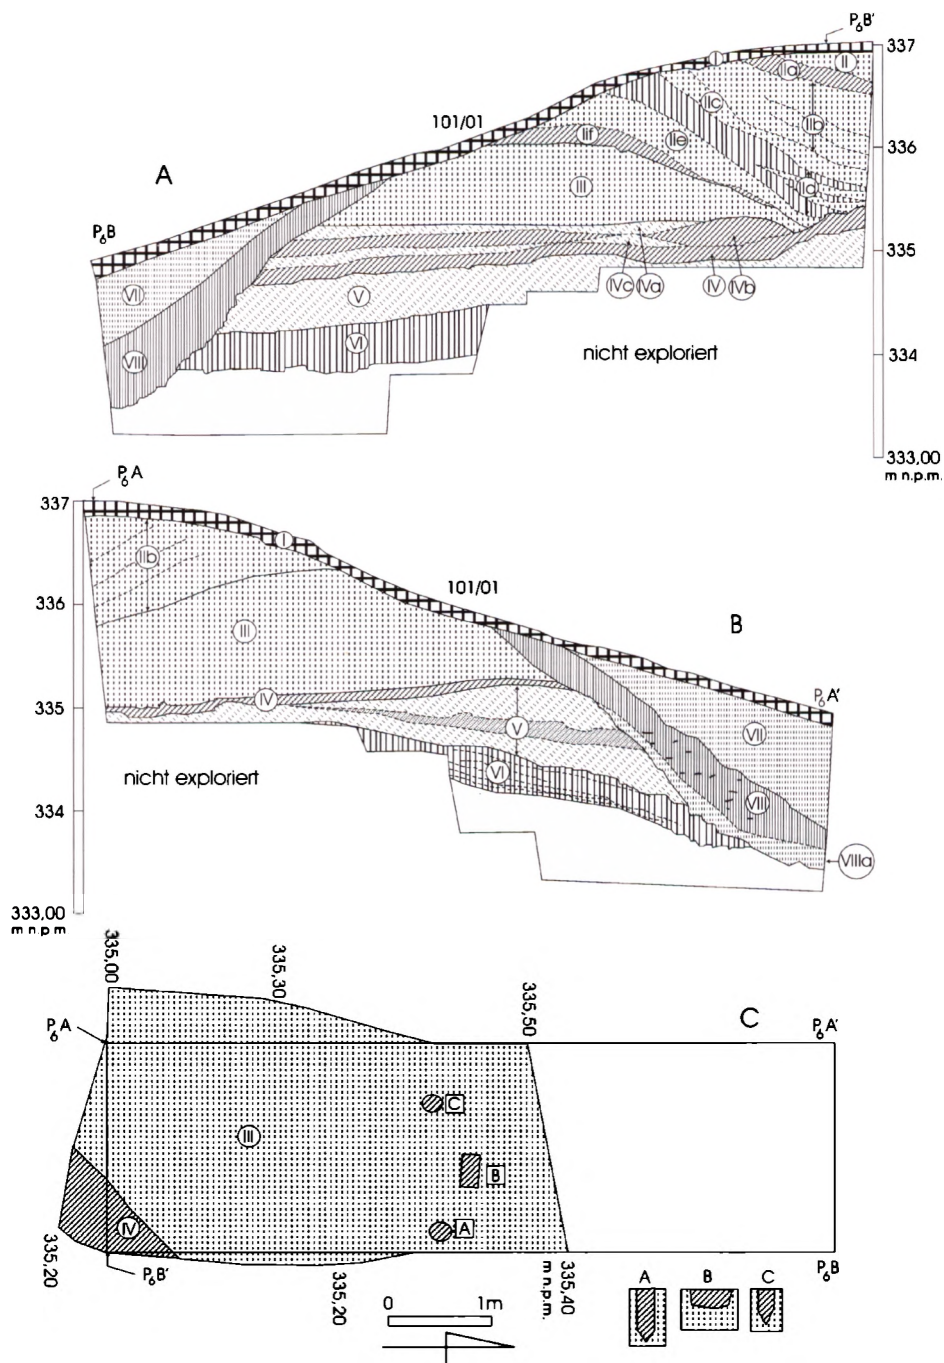 P₆B'
I
II
IIa
337
IIc
IIb
101/01
IIf
IIe
336
A
III
IId
P₆B
335
VII
IVc
IVa
IV
IVb
V
VI
VIII
nicht exploriert
334
333,00
m n.p.m.
P₆A
337
I
IIb
101/01
336
III
B
P₆A'
IV
335
V
VII
nicht exploriert
VI
VIII
334
VIIIa
333,00
m n.p.m
335,00
335,30
335,50
P₆A
C
P₆A'
C
III
B
IV
A
335,20
P₆B'
335,20
m n.p.m.
335,40
P₆B
A
B
C
0
1m